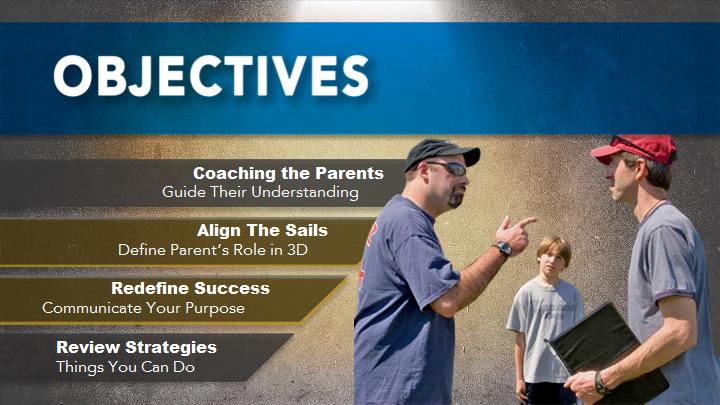 OBJECTIVES
Coaching the Parents
Guide Their Understanding
Align The Sails
Define Parent's Role in 3D
Redefine Success
Communicate Your Purpose
Review Strategies
Things You Can Do